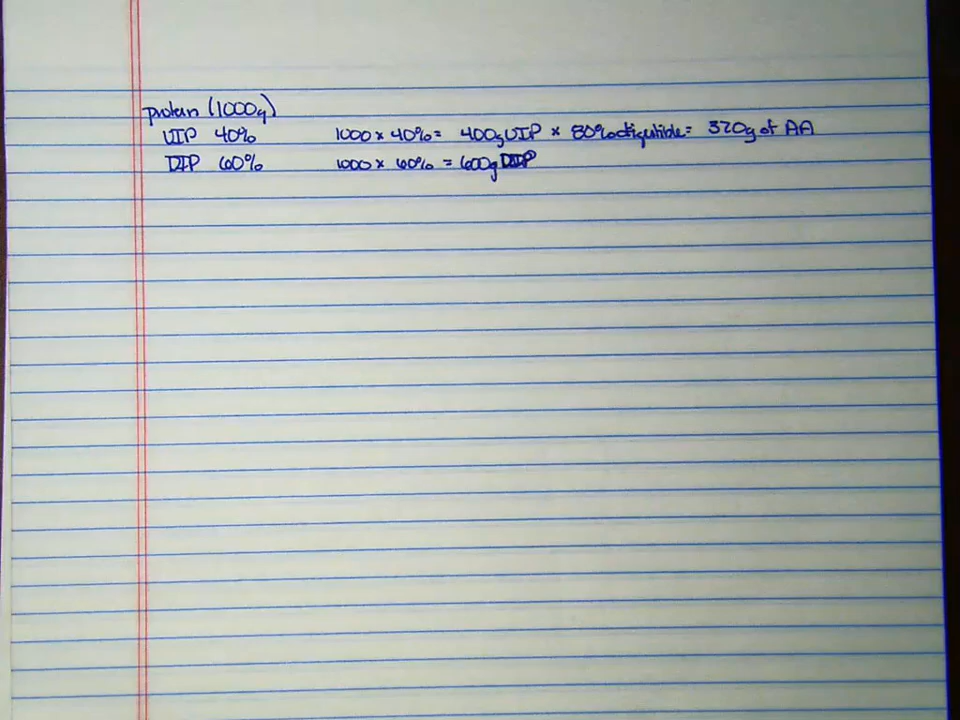 protein (1000g)
UIP 40% 1000 × 40% = 400g UIP × 80% digestible = 320g of AA
DIP 60% 1000 × 60% = 600g DIP